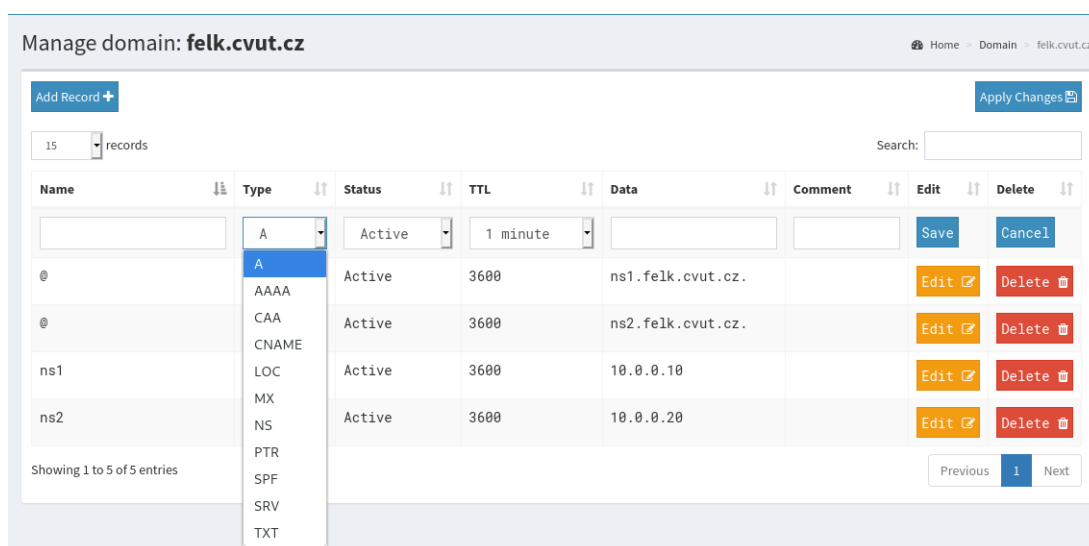 Manage domain: felk.cvut.cz
Home > Domain > felk.cvut.cz
Add Record
Apply Changes
15 records
Search:
Name Type Status TTL Data Comment Edit Delete
A Active 1 minute Save Cancel
@ Active 3600 ns1.felk.cvut.cz. Edit Delete
@ Active 3600 ns2.felk.cvut.cz. Edit Delete
ns1 Active 3600 10.0.0.10 Edit Delete
ns2 Active 3600 10.0.0.20 Edit Delete
A
AAAA
CAA
CNAME
LOC
MX
NS
PTR
SPF
SRV
TXT
Showing 1 to 5 of 5 entries
Previous 1 Next